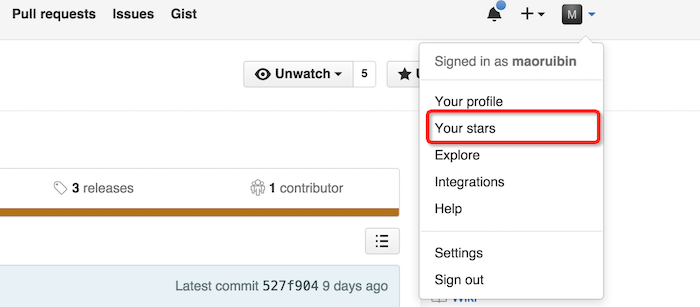 Pull requests Issues Gist
M
Signed in as maoruibin
Unwatch 5
Your profile
Your stars
Explore
Integrations
3 releases 1 contributor
Help
Settings
Latest commit 527f904 9 days ago
Sign out